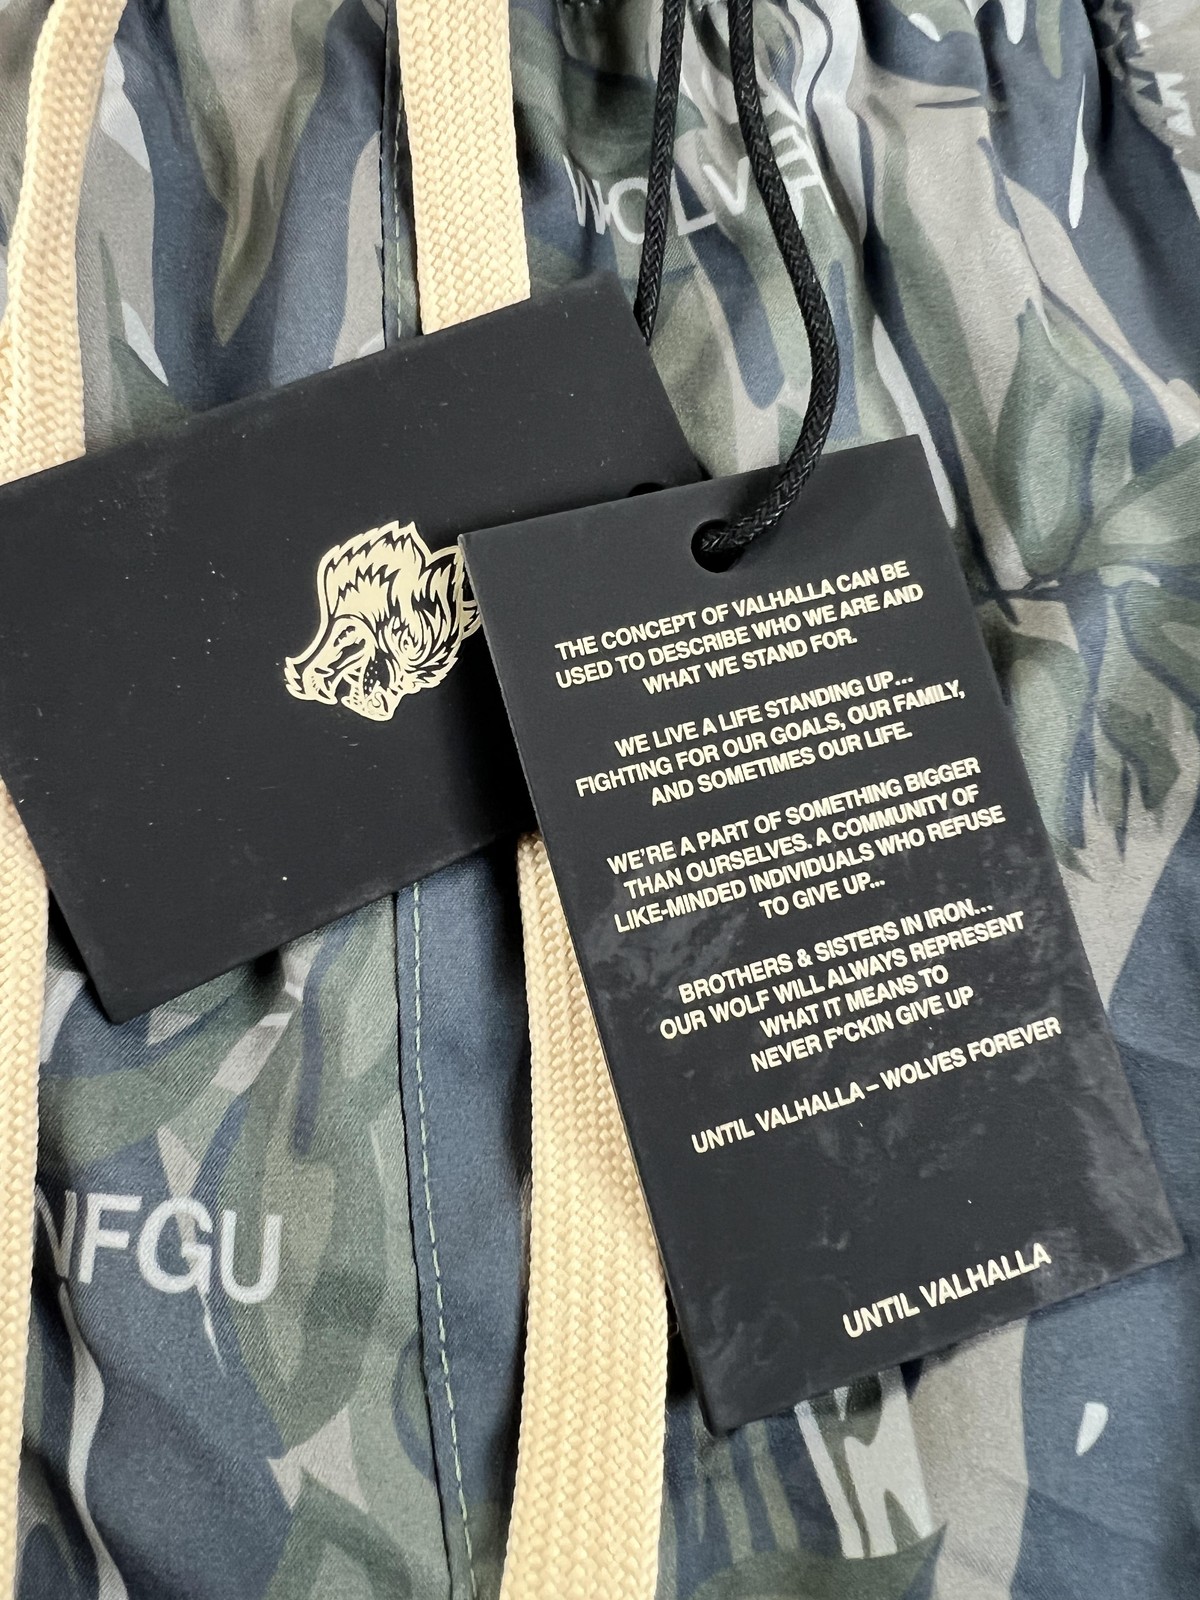 WOLVE
THE CONCEPT OF VALHALLA CAN BE
USED TO DESCRIBE WHO WE ARE AND
WHAT WE STAND FOR.
WE LIVE A LIFE STANDING UP...
FIGHTING FOR OUR GOALS, OUR FAMILY,
AND SOMETIMES OUR LIFE.
WE'RE A PART OF SOMETHING BIGGER
THAN OURSELVES. A COMMUNITY OF
LIKE-MINDED INDIVIDUALS WHO REFUSE
TO GIVE UP...
BROTHERS & SISTERS IN IRON...
OUR WOLF WILL ALWAYS REPRESENT
WHAT IT MEANS TO
NEVER F*CKIN GIVE UP
UNTIL VALHALLA – WOLVES FOREVER
UNTIL VALHALLA
NFGU